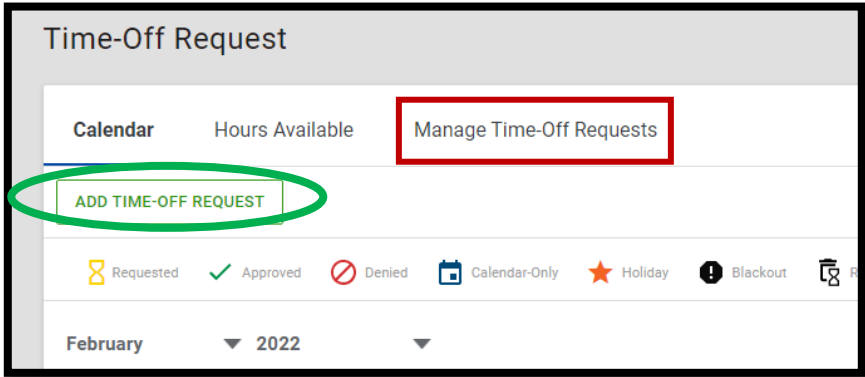 Time-Off Request
Calendar Hours Available Manage Time-Off Requests
ADD TIME-OFF REQUEST
Requested Approved Denied Calendar-Only Holiday Blackout
February 2022